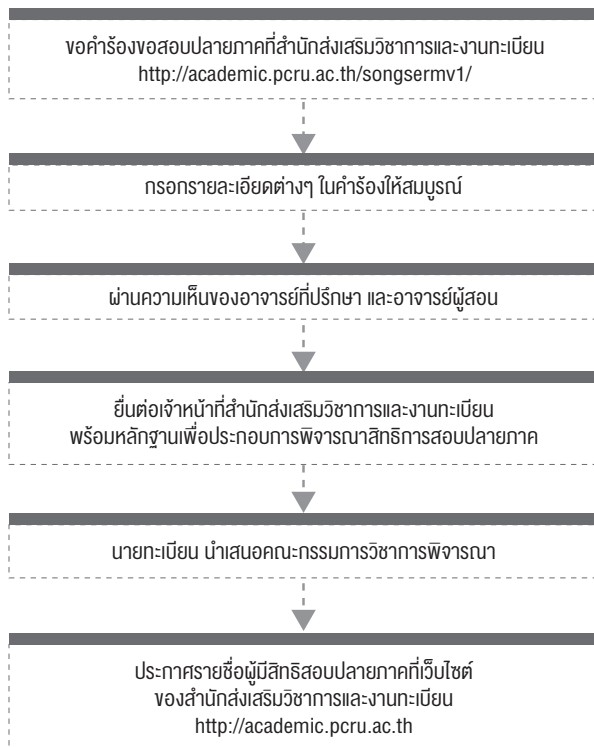 ขอคำร้องขอสอบปลายภาคที่สำนักส่งเสริมวิชาการและงานทะเบียน
http://academic.pcru.ac.th/songsermv1/
กรอกรายละเอียดต่างๆ ในคำร้องให้สมบูรณ์
ผ่านความเห็นของอาจารย์ที่ปรึกษา และอาจารย์ผู้สอน
ยื่นต่อเจ้าหน้าที่สำนักส่งเสริมวิชาการและงานทะเบียน
พร้อมหลักฐานเพื่อประกอบการพิจารณาสิทธิการสอบปลายภาค
นายทะเบียน นำเสนอคณะกรรมการวิชาการพิจารณา
ประกาศรายชื่อผู้มีสิทธิสอบปลายภาคที่เว็บไซต์
ของสำนักส่งเสริมวิชาการและงานทะเบียน
http://academic.pcru.ac.th